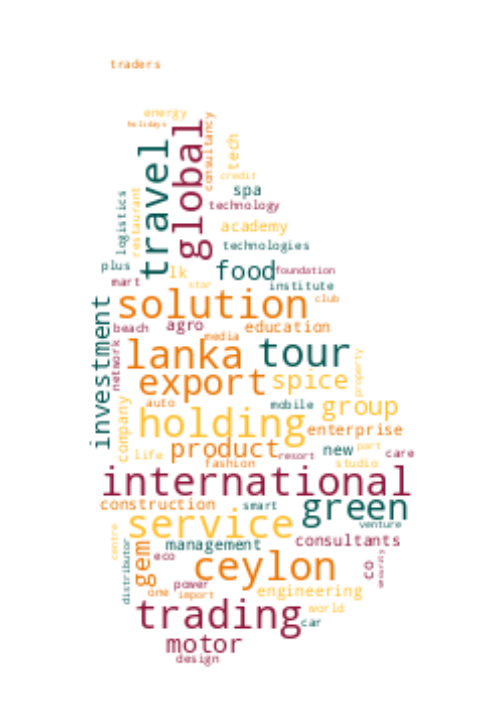 traders
energy
holidays
consultancy
travel
global
tech
credit
spa
technology
logistics
restaurant
academy
technologies
plus
lk
food
foundation
mart
star
institute
solution
club
investment
beach
agro
education
network
media
lanka
tour
property
export
spice
company
auto
mobile
group
holding
enterprise
product
new
part
life
resort
care
fashion
studio
international
construction
smart
green
service
venture
centre
distributor
management
consultants
gem
eco
ceylon
co
security
power
one
import
engineering
trading
world
car
motor
design